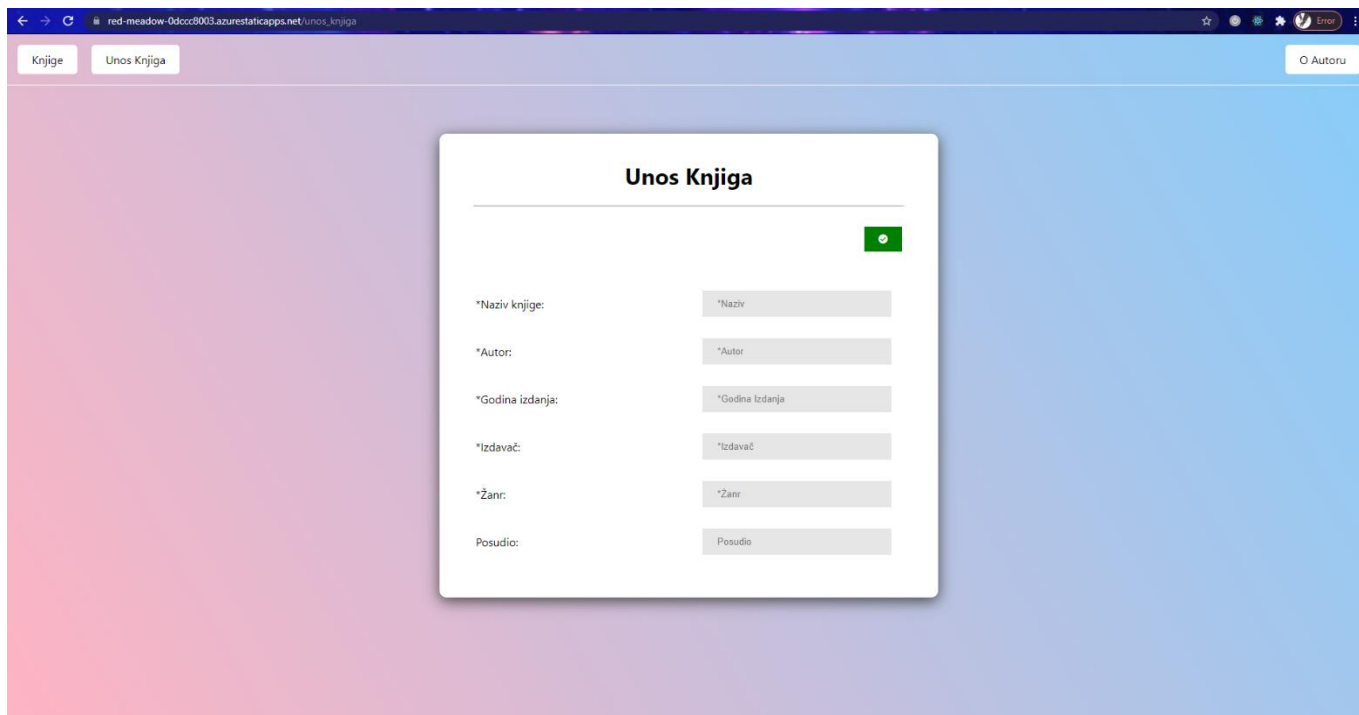 red-meadow-0dccc8003.azurestaticapps.net/unos_knjiga
Error
Knjige
Unos Knjiga
O Autoru
Unos Knjiga
*Naziv knjige:
*Naziv
*Autor:
*Autor
*Godina izdanja:
*Godina Izdanja
*Izdavač:
*Izdavač
*Žanr:
*Žanr
Posudio:
Posudio